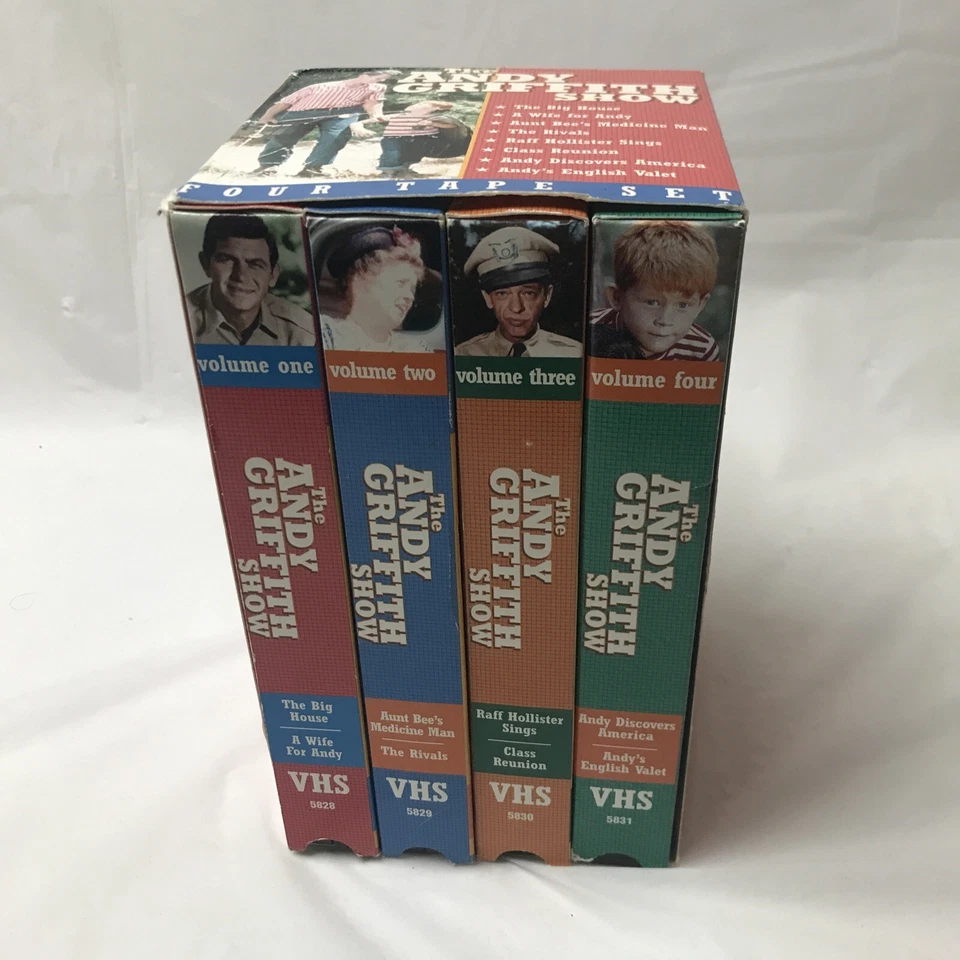 The
ANDY
GRIFFITH
SHOW
★ The Big House
★ A Wife for Andy
★ Aunt Bee's Medicine Man
★ The Rivals
★ Raff Hollister Sings
★ Class Reunion
★ Andy Discovers America
★ Andy's English Valet
FOUR TAPE SET
volume one
The
ANDY
GRIFFITH
SHOW
The Big
House
A Wife
For Andy
VHS
5828
volume two
The
ANDY
GRIFFITH
SHOW
Aunt Bee's
Medicine Man
The Rivals
VHS
5829
volume three
The
ANDY
GRIFFITH
SHOW
Raff Hollister
Sings
Class
Reunion
VHS
5830
volume four
The
ANDY
GRIFFITH
SHOW
Andy Discovers
America
Andy's
English Valet
VHS
5831